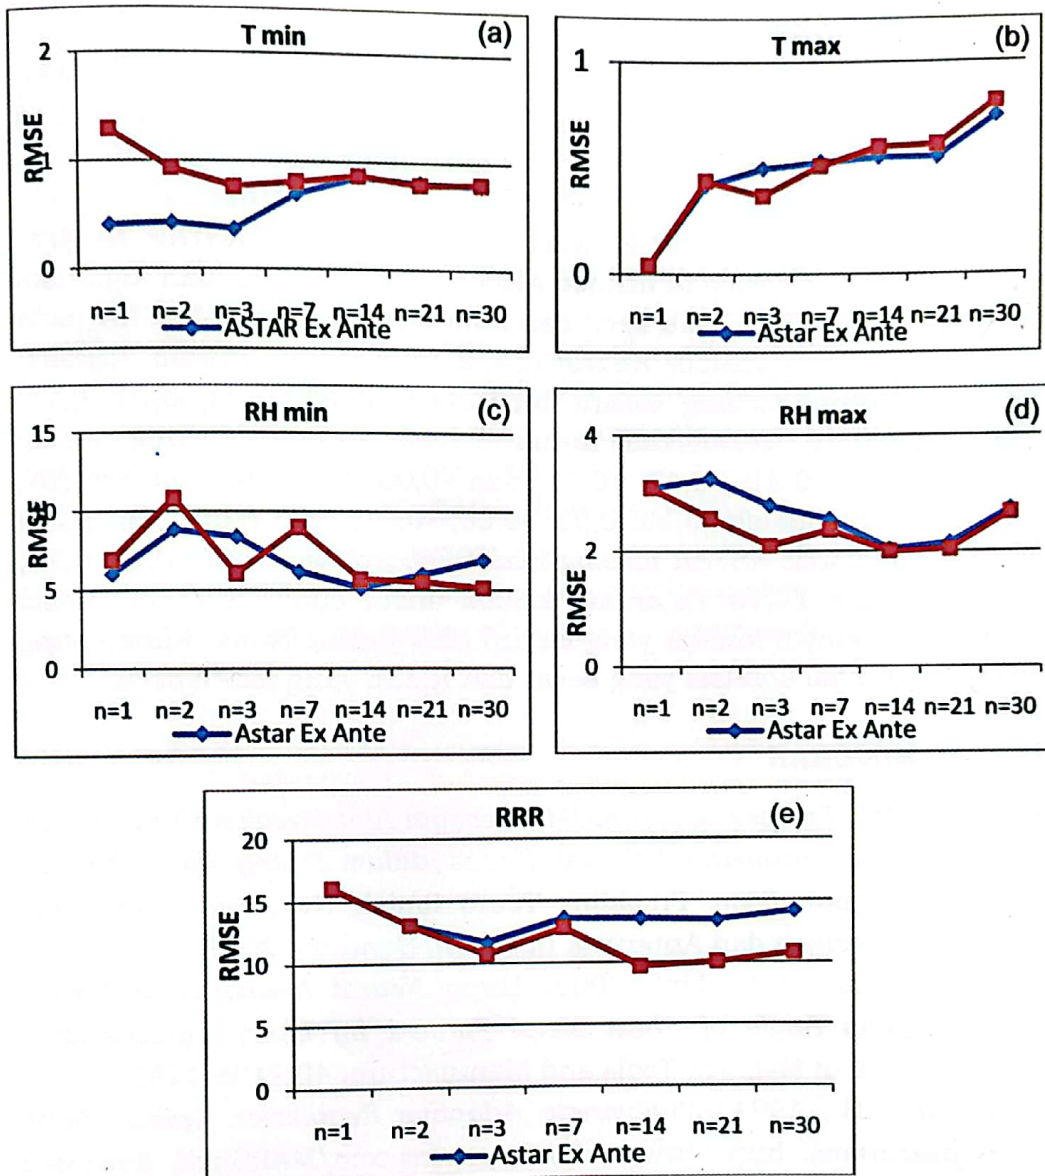 T min
(a)
2
1
0
RMSE
n=1 n=2 n=3 n=7 n=14 n=21 n=30
ASTAR Ex Ante
T max
(b)
1
0
RMSE
n=1 n=2 n=3 n=7 n=14 n=21 n=30
Astar Ex Ante
RH min
(c)
15
10
5
0
RMSE
n=1 n=2 n=3 n=7 n=14 n=21 n=30
Astar Ex Ante
RH max
(d)
4
2
0
RMSE
n=1 n=2 n=3 n=7 n=14 n=21 n=30
Astar Ex Ante
RRR
(e)
20
15
10
5
0
RMSE
n=1 n=2 n=3 n=7 n=14 n=21 n=30
Astar Ex Ante